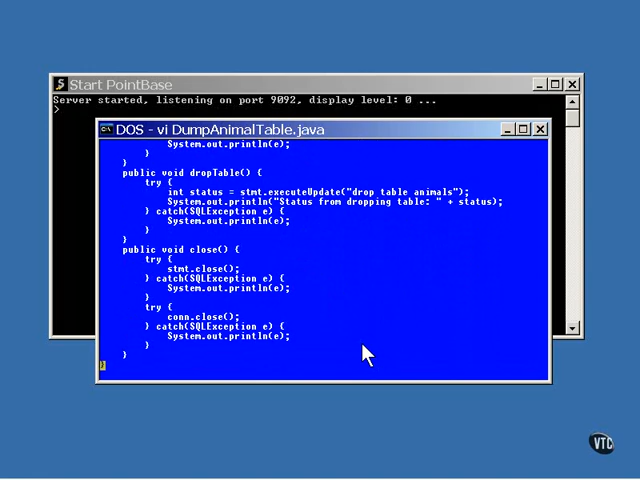 Start PointBase
Server started, listening on port 9092, display level: 0 ...
>
DOS - vi DumpAnimalTable.java
System.out.println(e);
}
}
public void dropTable() {
try {
int status = stmt.executeUpdate("drop table animals");
System.out.println("Status from dropping table: " + status);
} catch(SQLException e) {
System.out.println(e);
}
}
public void close() {
try {
stmt.close();
} catch(SQLException e) {
System.out.println(e);
}
try {
conn.close();
} catch(SQLException e) {
System.out.println(e);
}
}
}
VTC